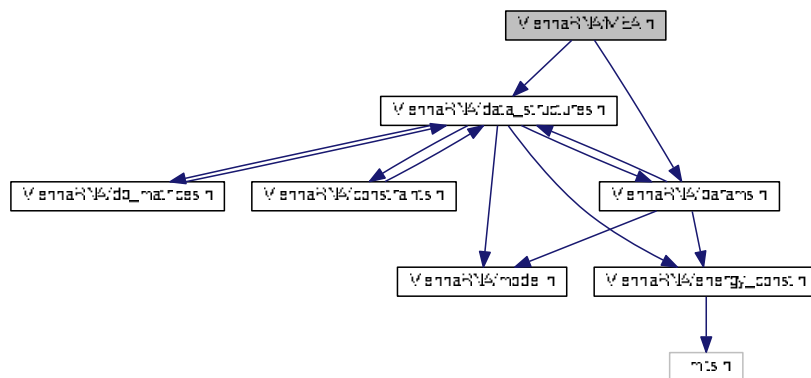 ViennaRNA/MEA.h
ViennaRNA/data_structures.h
ViennaRNA/dp_matrices.h
ViennaRNA/constraints.h
ViennaRNA/params.h
ViennaRNA/model.h
ViennaRNA/energy_const.h
limits.h